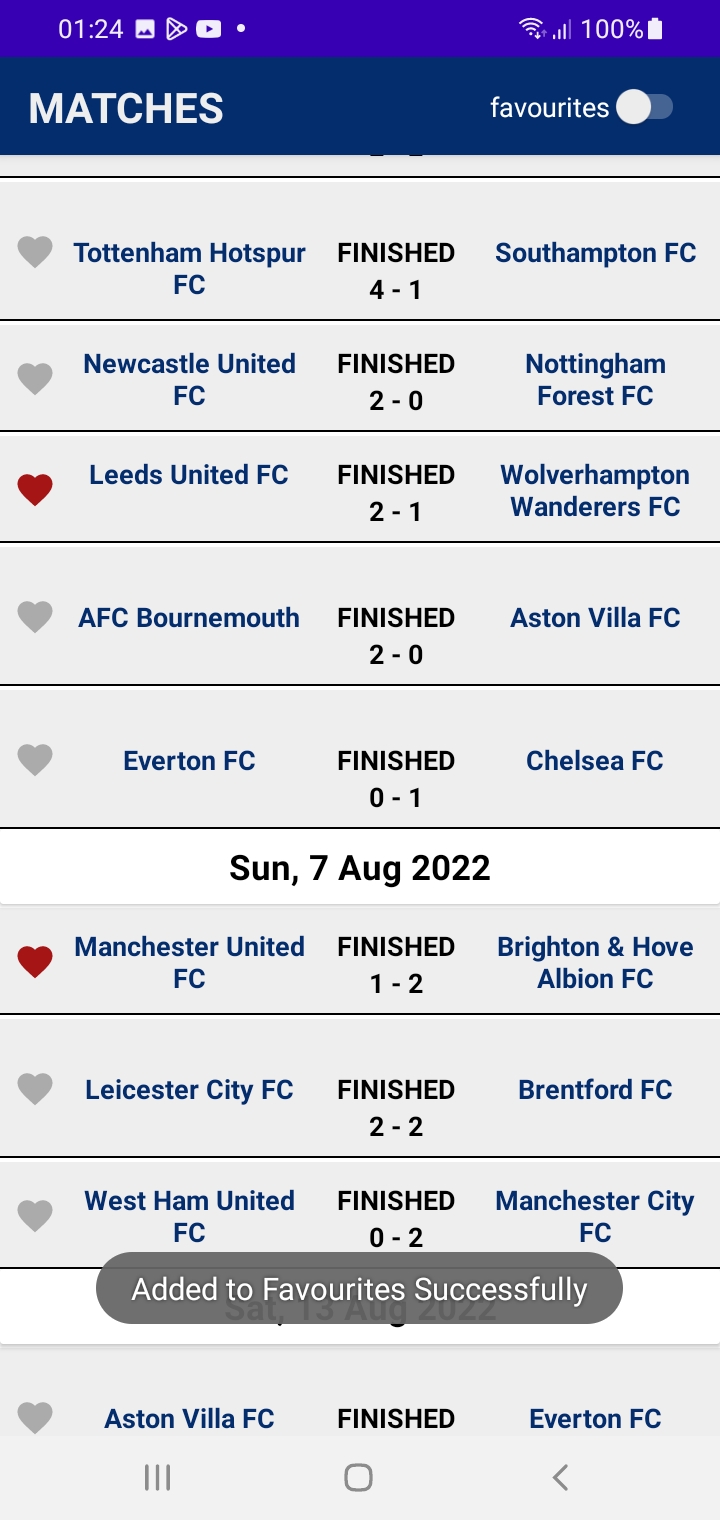 01:24
100%
MATCHES
favourites
Tottenham Hotspur FINISHED Southampton FC
FC
4 - 1
Newcastle United FINISHED Nottingham
FC 2 - 0 Forest FC
Leeds United FC FINISHED Wolverhampton
2 - 1 Wanderers FC
AFC Bournemouth FINISHED Aston Villa FC
2 - 0
Everton FC FINISHED Chelsea FC
0 - 1
Sun, 7 Aug 2022
Manchester United FINISHED Brighton & Hove
FC 1 - 2 Albion FC
Leicester City FC FINISHED Brentford FC
2 - 2
West Ham United FINISHED Manchester City
FC 0 - 2 FC
Added to Favourites Successfully
Sat, 13 Aug 2022
Aston Villa FC FINISHED Everton FC